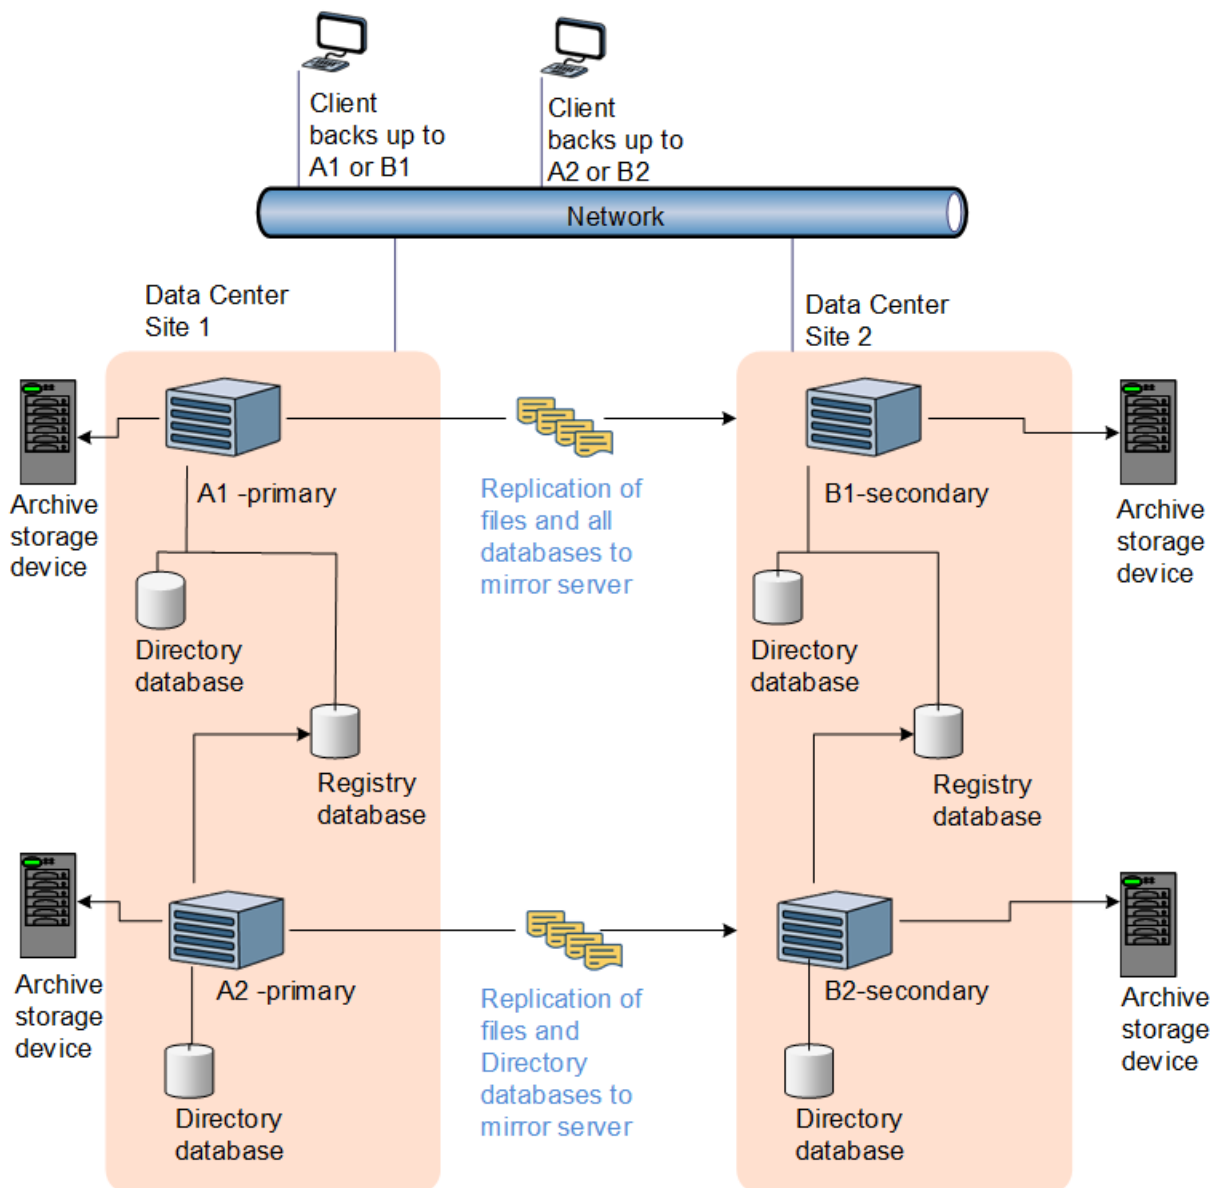 Client
backs up to
A1 or B1
Client
backs up to
A2 or B2
Network
Data Center
Site 1
Data Center
Site 2
A1 -primary
B1-secondary
Archive
storage
device
Replication of
files and all
databases to
mirror server
Archive
storage
device
Directory
database
Directory
database
Registry
database
Registry
database
A2 -primary
B2-secondary
Archive
storage
device
Replication of
files and
Directory
databases to
mirror server
Archive
storage
device
Directory
database
Directory
database